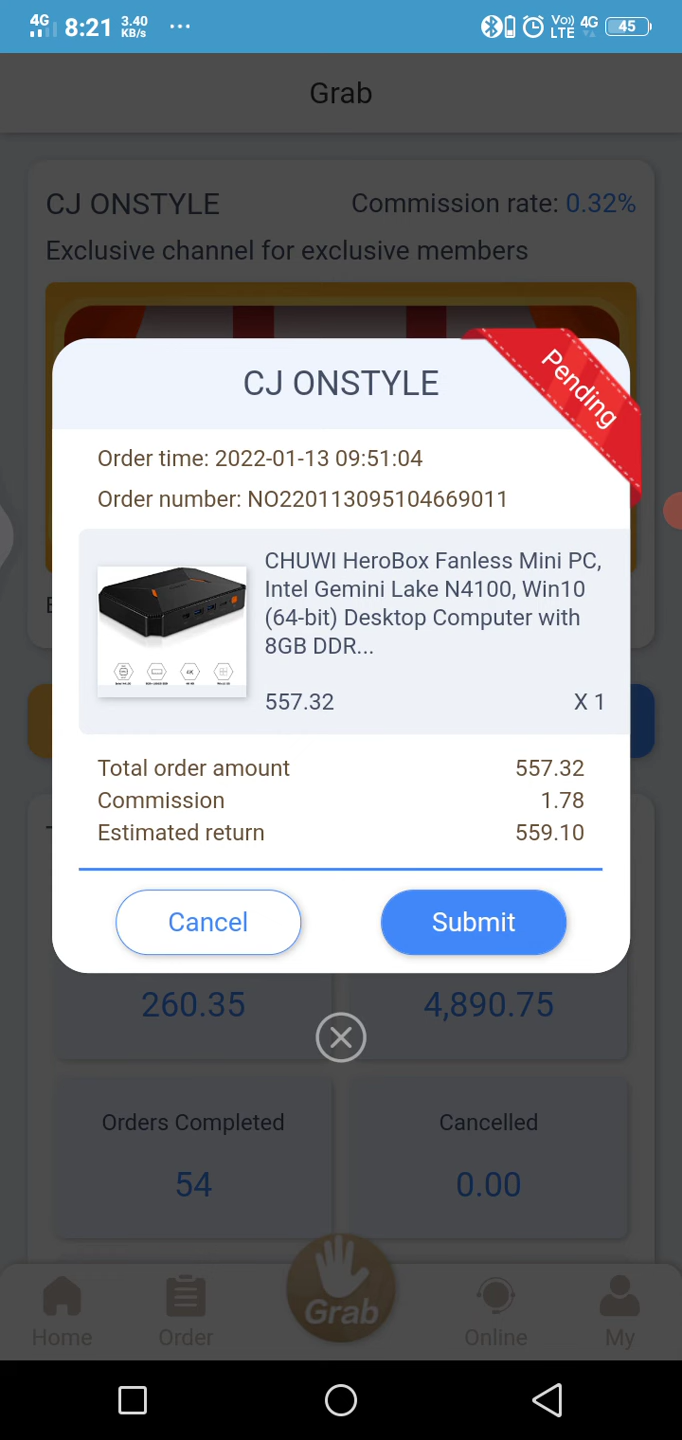 4G 8:21 3.40 KB/s ... Vo)) LTE 4G 45
Grab
CJ ONSTYLE Commission rate: 0.32%
Exclusive channel for exclusive members
CJ ONSTYLE
Pending
Order time: 2022-01-13 09:51:04
Order number: NO220113095104669011
CHUWI HeroBox Fanless Mini PC,
Intel Gemini Lake N4100, Win10
(64-bit) Desktop Computer with
8GB DDR...
557.32 X 1
Total order amount 557.32
Commission 1.78
Estimated return 559.10
Cancel Submit
260.35 4,890.75
Orders Completed Cancelled
54 0.00
Grab
Home Order Online My